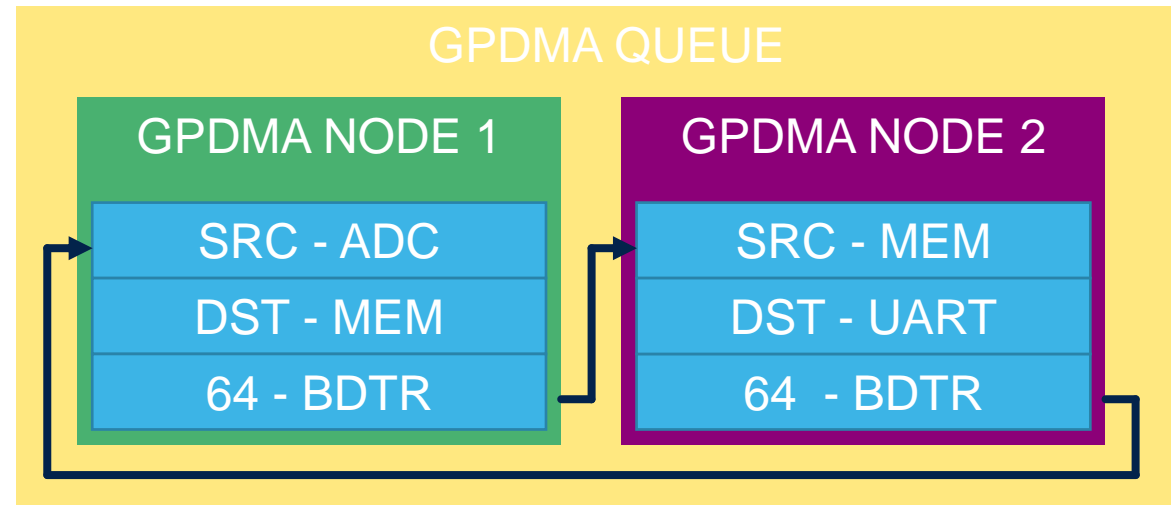 GPDMA QUEUE
GPDMA NODE 1
SRC - ADC
DST - MEM
64 - BDTR
GPDMA NODE 2
SRC - MEM
DST - UART
64 - BDTR